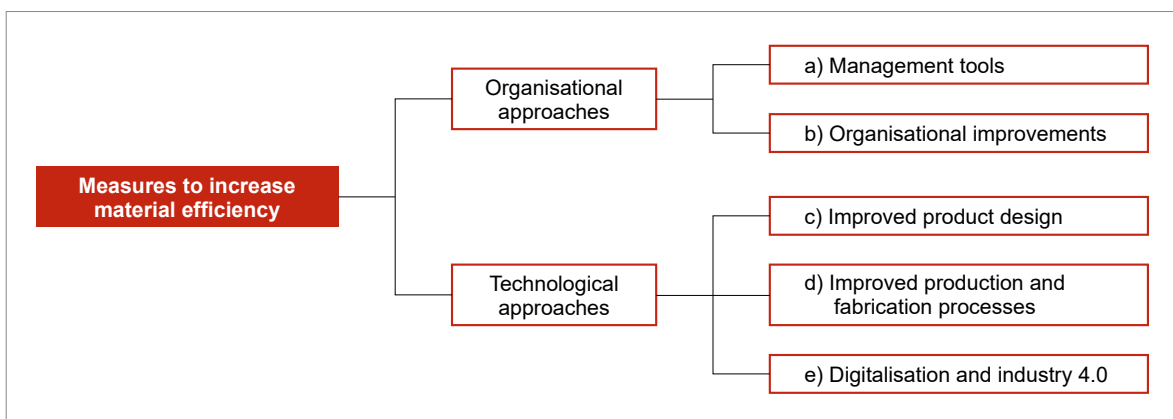 Measures to increase
material efficiency
Organisational
approaches
a) Management tools
b) Organisational improvements
Technological
approaches
c) Improved product design
d) Improved production and
fabrication processes
e) Digitalisation and industry 4.0